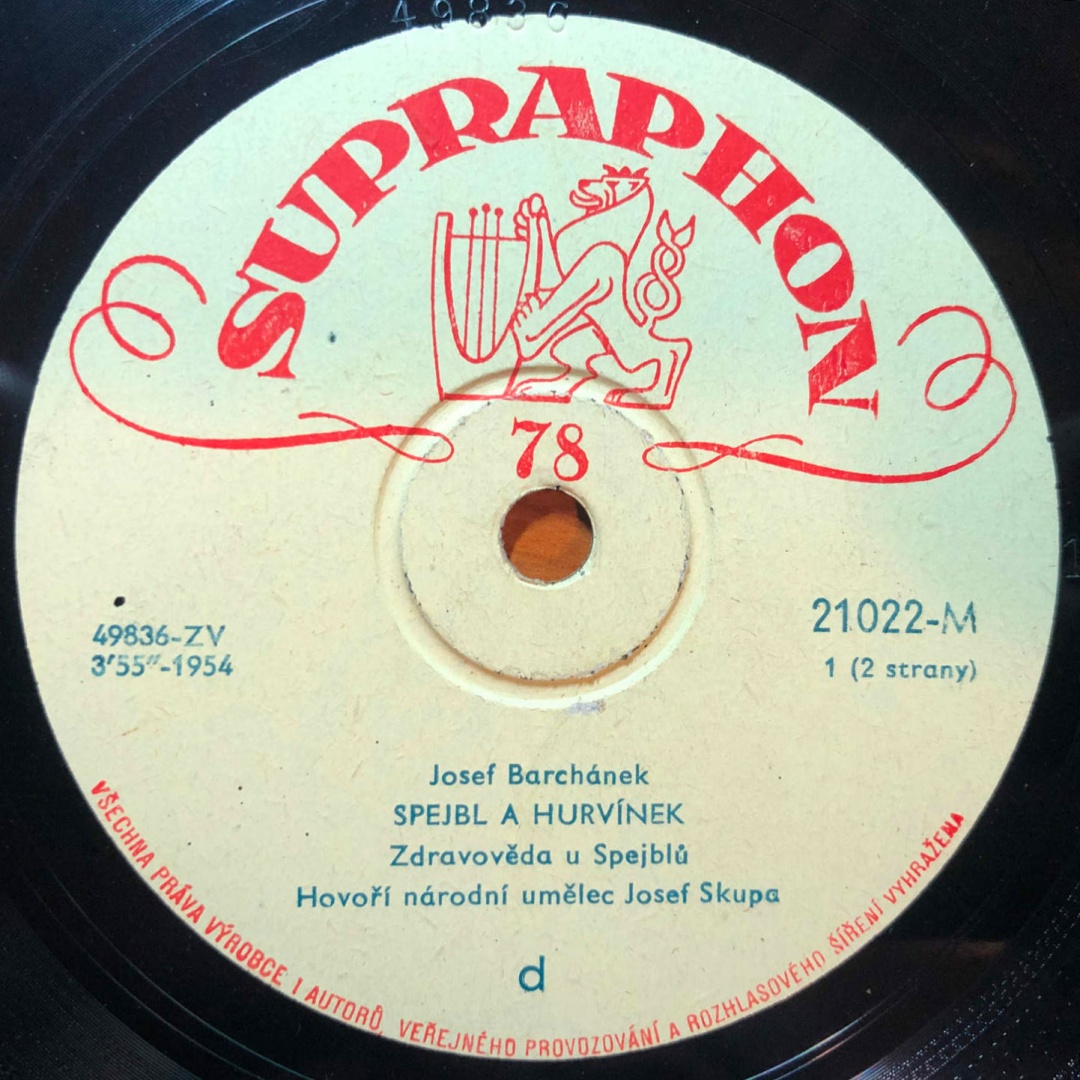 49836
SUPRAPHON
78
49836-ZV
3'55"-1954
21022-M
1 (2 strany)
Josef Barchánek
SPEJBL A HURVÍNEK
Zdravověda u Spejblů
Hovoří národní umělec Josef Skupa
d
VŠECHNA PRÁVA VÝROBCE I AUTORŮ, VEŘEJNÉHO PROVOZOVÁNÍ A ROZHLASOVÉHO ŠÍŘENÍ VYHRAŽENA